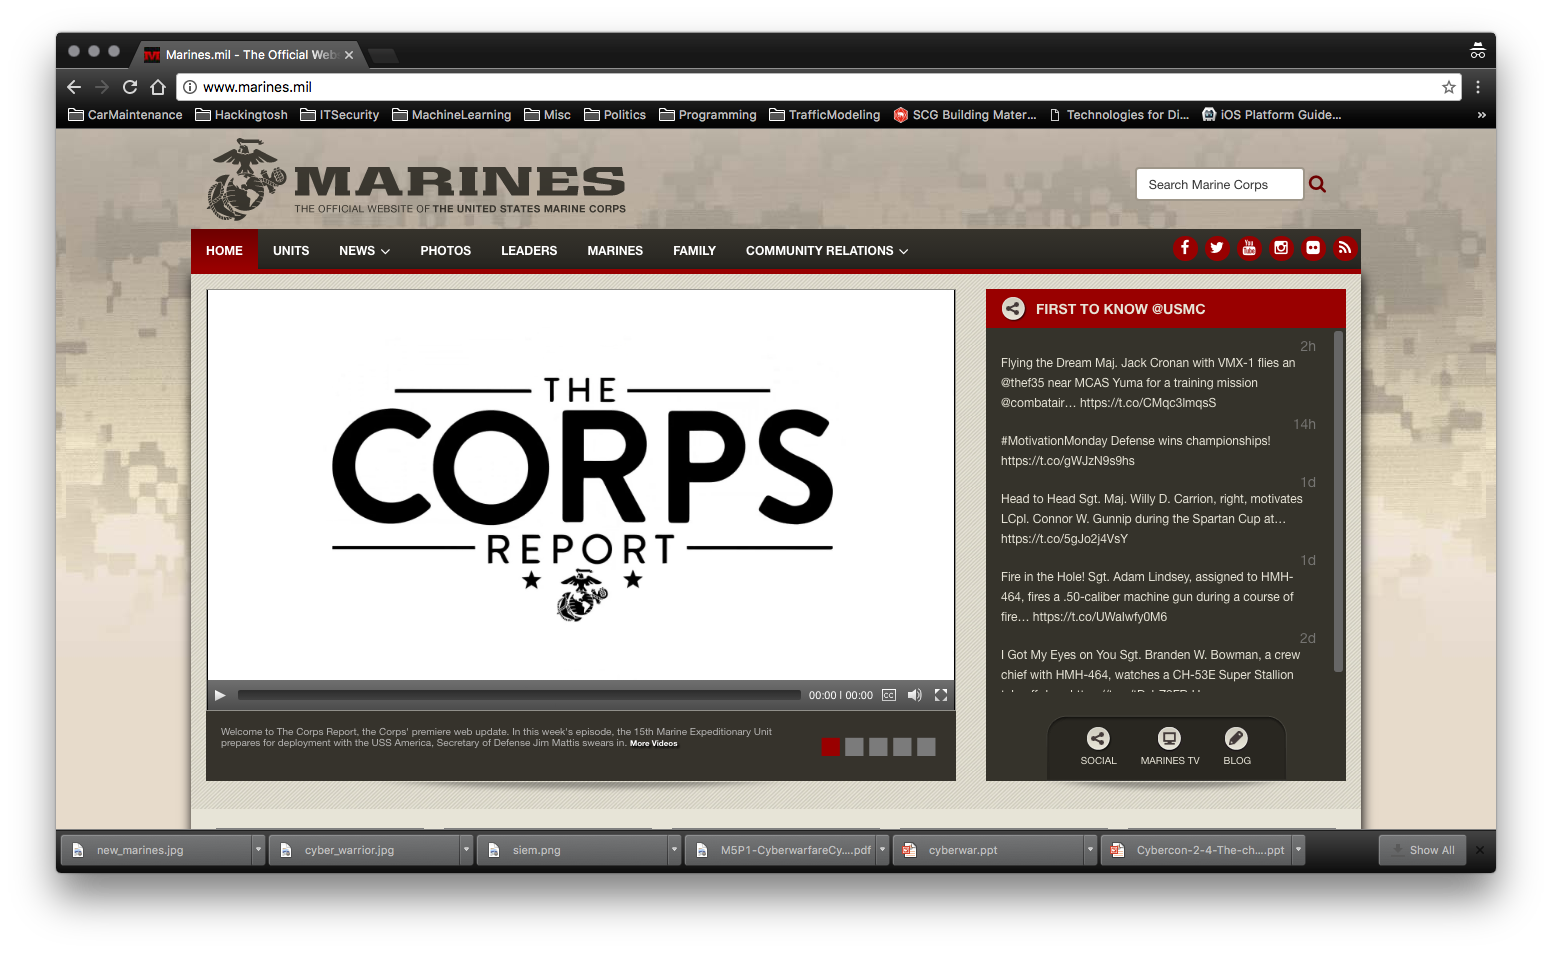 Marines.mil - The Official Web
www.marines.mil
CarMaintenance Hackingtosh ITSecurity MachineLearning Misc Politics Programming TrafficModeling SCG Building Mater... Technologies for Di... iOS Platform Guide... »
MARINES
THE OFFICIAL WEBSITE OF THE UNITED STATES MARINE CORPS
Search Marine Corps
HOME UNITS NEWS PHOTOS LEADERS MARINES FAMILY COMMUNITY RELATIONS
You
Tube
THE
CORPS
REPORT
00:00 | 00:00 CC
Welcome to The Corps Report, the Corps' premiere web update. In this week's episode, the 15th Marine Expeditionary Unit
prepares for deployment with the USS America, Secretary of Defense Jim Mattis swears in. More Videos
FIRST TO KNOW @USMC
2h
Flying the Dream Maj. Jack Cronan with VMX-1 flies an
@thef35 near MCAS Yuma for a training mission
@combatair… https://t.co/CMqc3lmqsS
14h
#MotivationMonday Defense wins championships!
https://t.co/gWJzN9s9hs
1d
Head to Head Sgt. Maj. Willy D. Carrion, right, motivates
LCpl. Connor W. Gunnip during the Spartan Cup at…
https://t.co/5gJo2j4VsY
1d
Fire in the Hole! Sgt. Adam Lindsey, assigned to HMH-
464, fires a .50-caliber machine gun during a course of
fire… https://t.co/UWalwfy0M6
2d
I Got My Eyes on You Sgt. Branden W. Bowman, a crew
chief with HMH-464, watches a CH-53E Super Stallion
SOCIAL MARINES TV BLOG
new_marines.jpg cyber_warrior.jpg siem.png M5P1-CyberwarfareCy....pdf cyberwar.ppt Cybercon-2-4-The-ch....ppt Show All